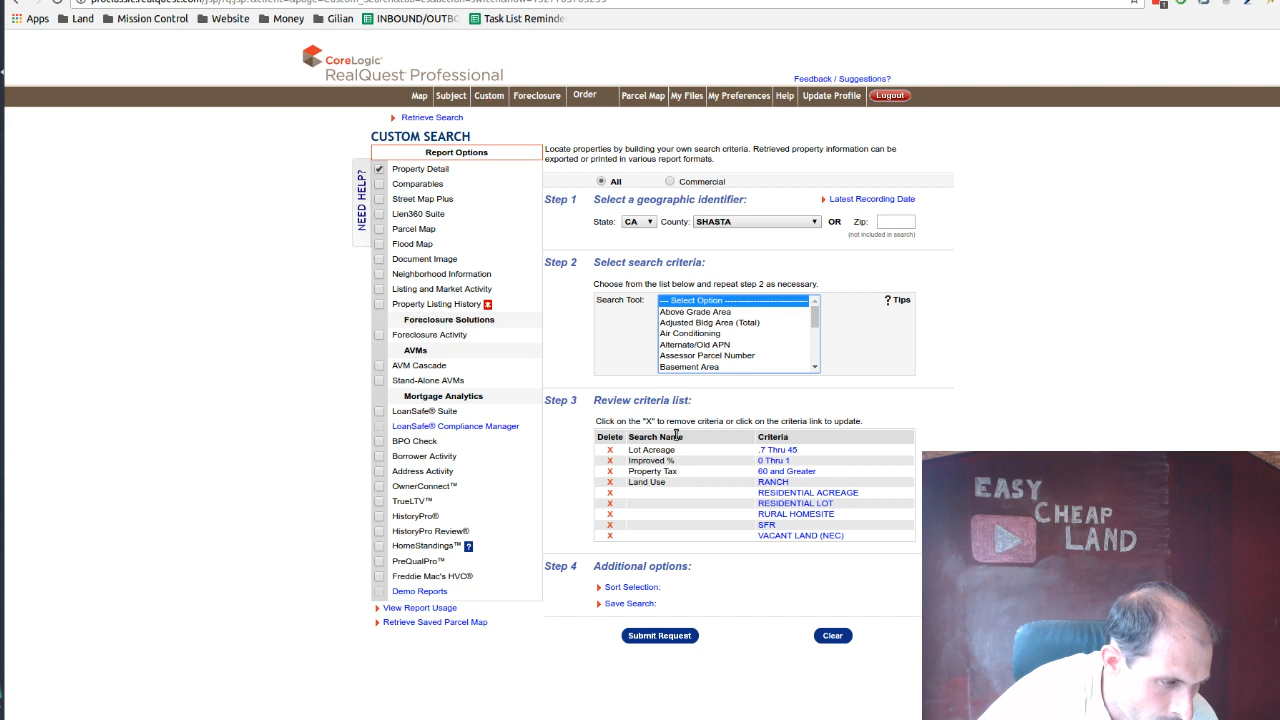 Apps Land Mission Control Website Money Gilian INBOUND/OUTBO Task List Reminde
CoreLogic
RealQuest Professional
Feedback / Suggestions?
Map Subject Custom Foreclosure Order Parcel Map My Files My Preferences Help Update Profile Logout
Retrieve Search
CUSTOM SEARCH
NEED HELP?
Report Options
Property Detail
Comparables
Street Map Plus
Lien360 Suite
Parcel Map
Flood Map
Document Image
Neighborhood Information
Listing and Market Activity
Property Listing History
Foreclosure Solutions
Foreclosure Activity
AVMs
AVM Cascade
Stand-Alone AVMs
Mortgage Analytics
LoanSafe® Suite
LoanSafe® Compliance Manager
BPO Check
Borrower Activity
Address Activity
OwnerConnect™
TrueLTV™
HistoryPro®
HistoryPro Review®
HomeStandings™ ?
PreQualPro™
Freddie Mac's HVC®
Demo Reports
View Report Usage
Retrieve Saved Parcel Map
Locate properties by building your own search criteria. Retrieved property information can be
exported or printed in various report formats.
All Commercial
Step 1 Select a geographic identifier: Latest Recording Date
State: CA County: SHASTA OR Zip:
(not included in search)
Step 2 Select search criteria:
Choose from the list below and repeat step 2 as necessary.
Search Tool: --- Select Option ---------------------- ? Tips
Above Grade Area
Adjusted Bldg Area (Total)
Air Conditioning
Alternate/Old APN
Assessor Parcel Number
Basement Area
Step 3 Review criteria list:
Click on the "X" to remove criteria or click on the criteria link to update.
Delete Search Name Criteria
X Lot Acreage .7 Thru 45
X Improved % 0 Thru 1
X Property Tax 60 and Greater
X Land Use RANCH
X RESIDENTIAL ACREAGE
X RESIDENTIAL LOT
X RURAL HOMESITE
X SFR
X VACANT LAND (NEC)
Step 4 Additional options:
Sort Selection:
Save Search:
Submit Request Clear
EASY
CHEAP
LAND